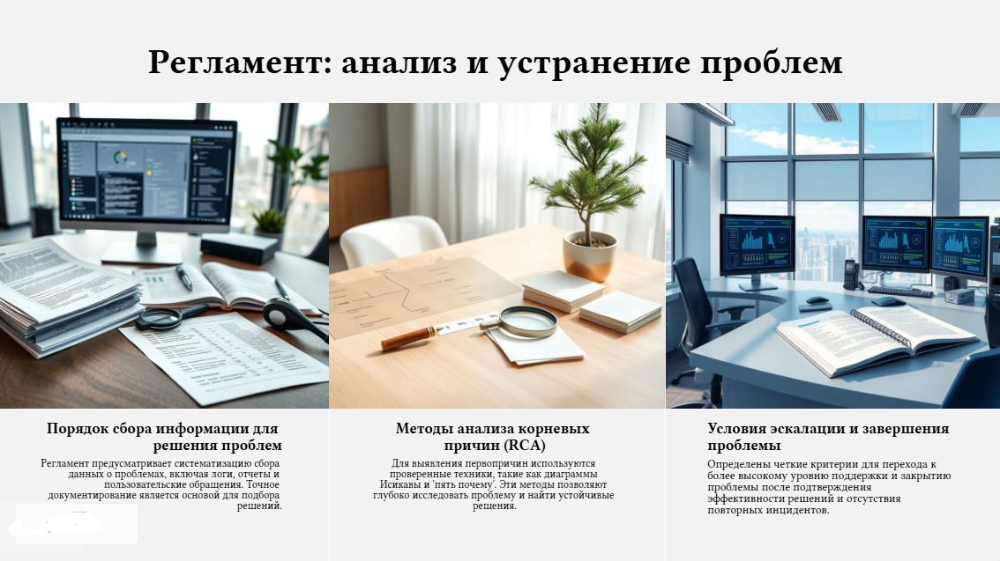 Регламент: анализ и устранение проблем
Порядок сбора информации для
решения проблем
Регламент предусматривает систематизацию сбора
данных о проблемах, включая логи, отчеты и
пользовательские обращения. Точное
документирование является основой для подбора
решений.
Методы анализа корневых
причин (RCA)
Для выявления первопричин используются
проверенные техники, такие как диаграммы
Исикавы и 'пять почему'. Эти методы позволяют
глубоко исследовать проблему и найти устойчивые
решения.
Условия эскалации и завершения
проблемы
Определены четкие критерии для перехода к
более высокому уровню поддержки и закрытию
проблемы после подтверждения
эффективности решений и отсутствия
повторных инцидентов.